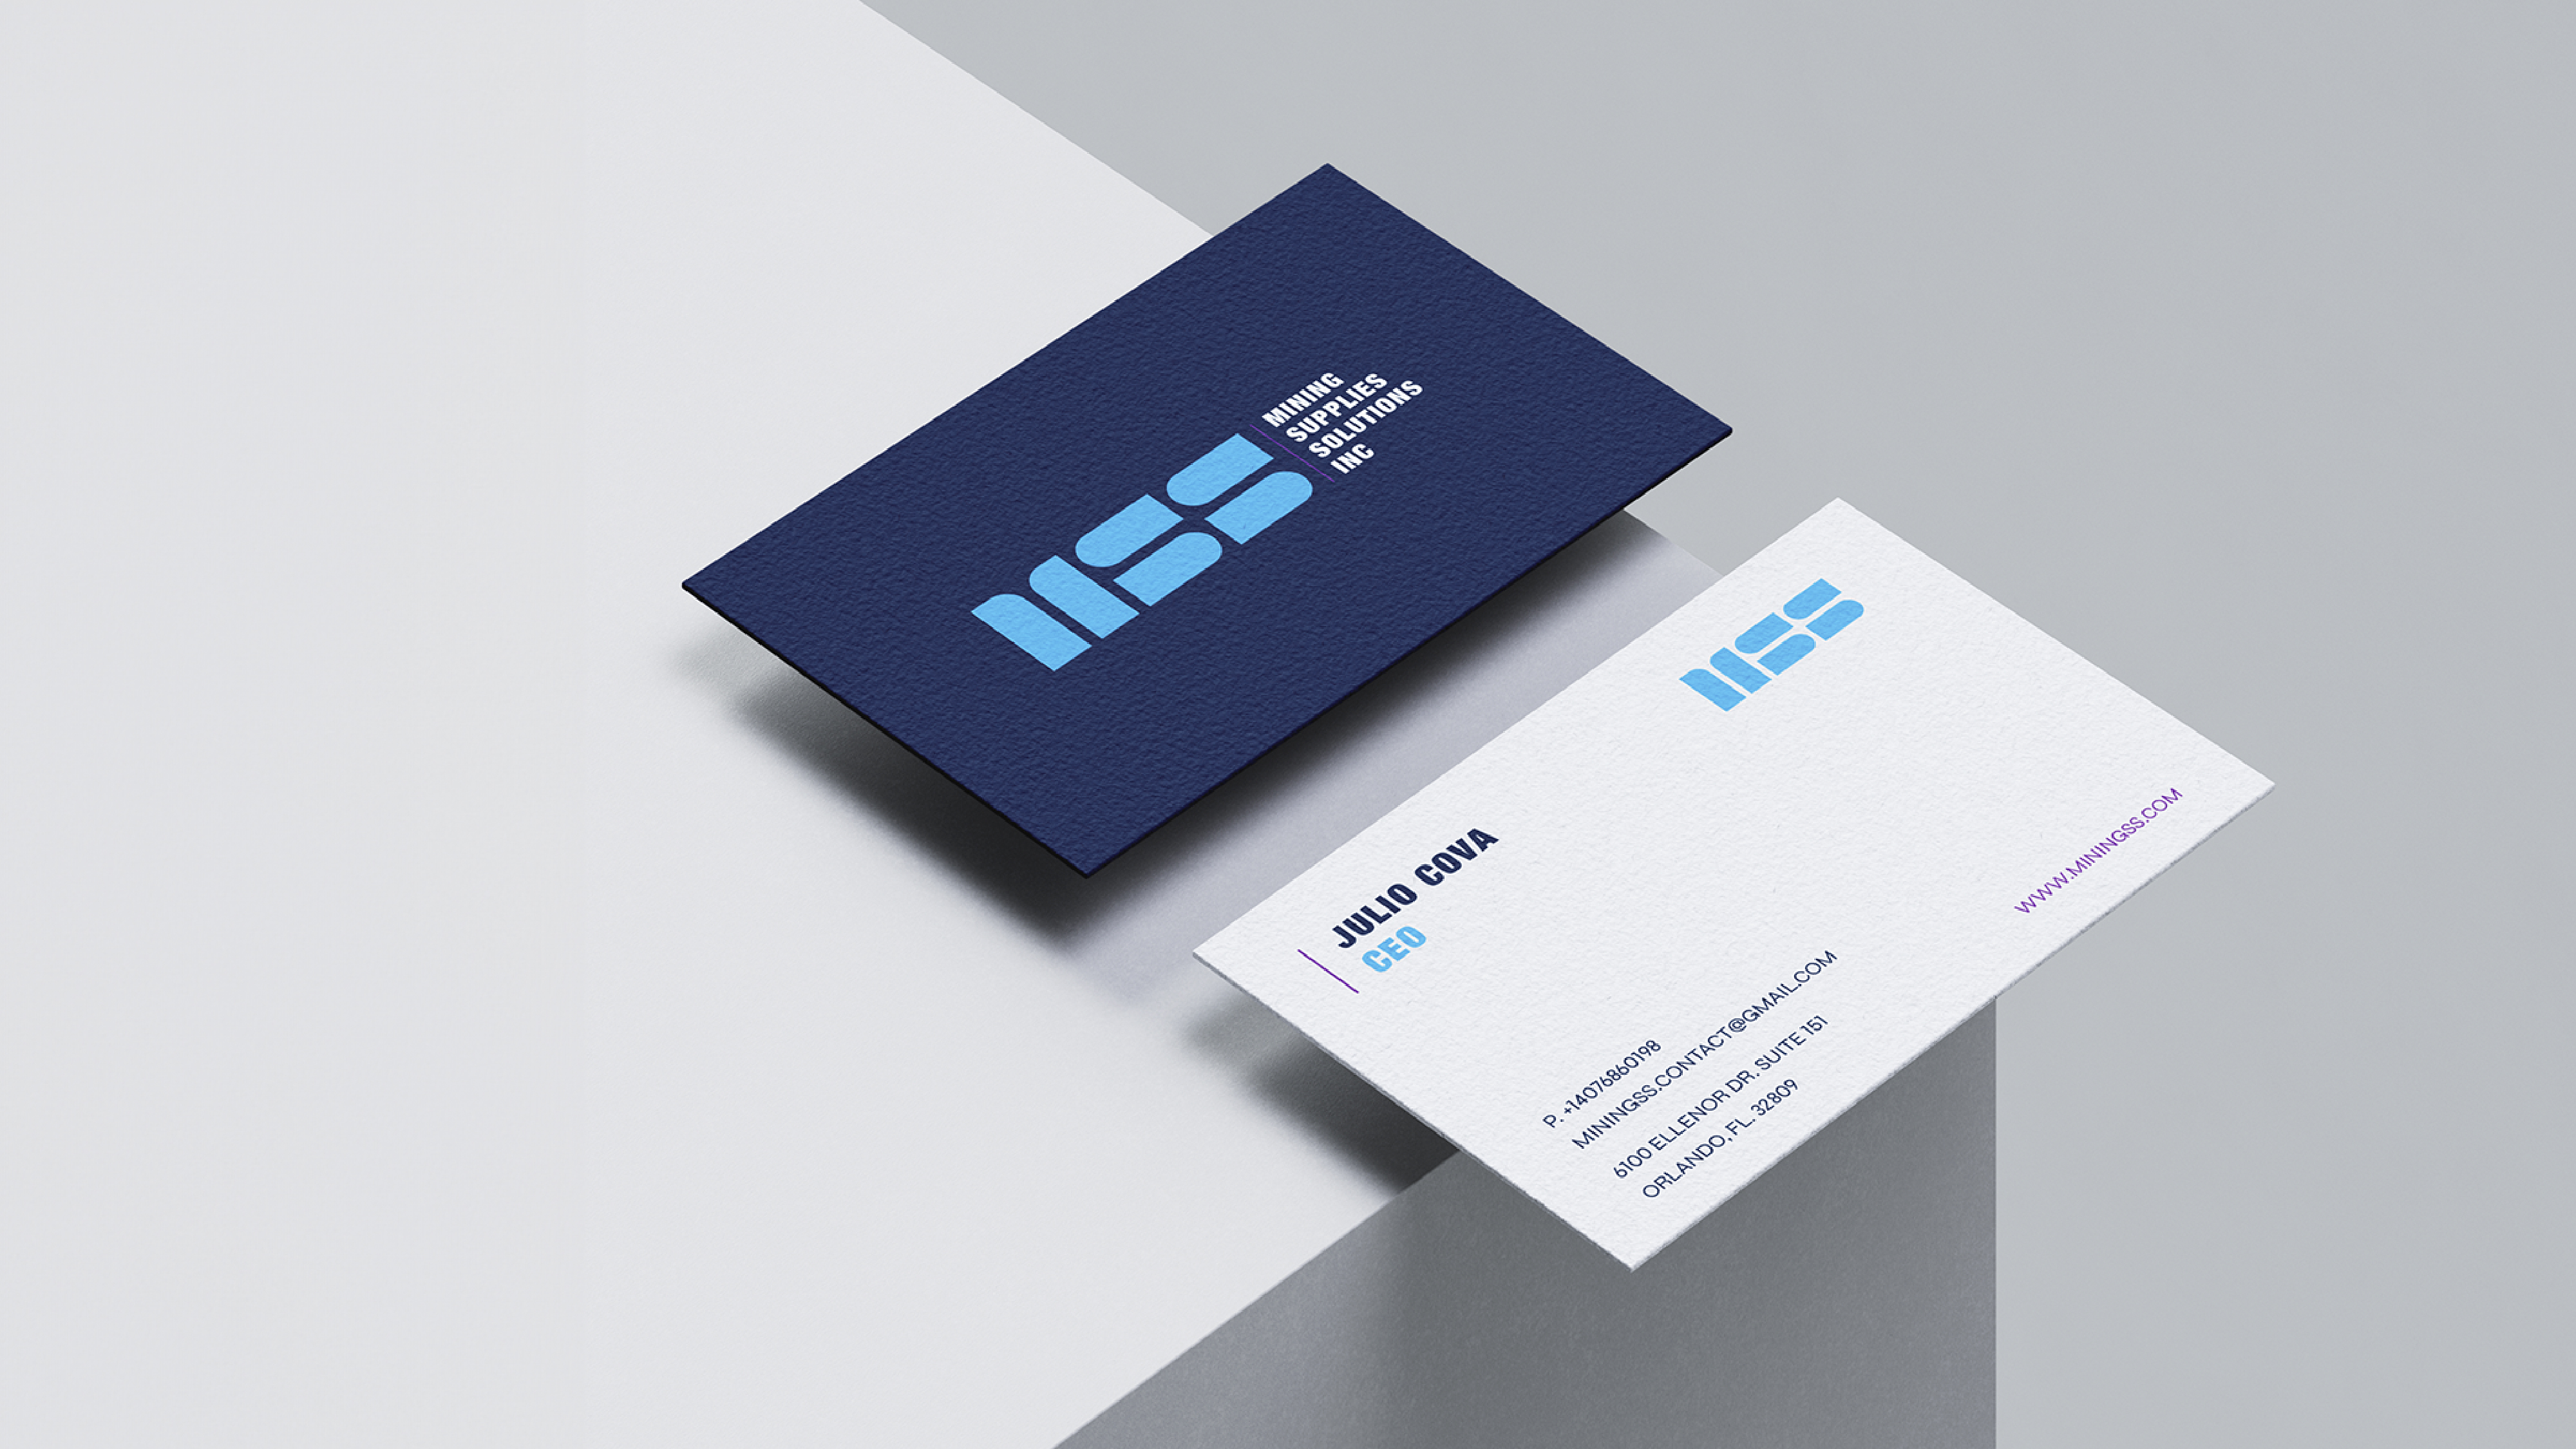 MSS
MINING
SUPPLIES
SOLUTIONS
INC
MSS
JULIO COVA
CEO
P. +14076860198
MININGSS.CONTACT@GMAIL.COM
6100 ELLENOR DR. SUITE 151
ORLANDO, FL. 32809
WWW.MININGSS.COM